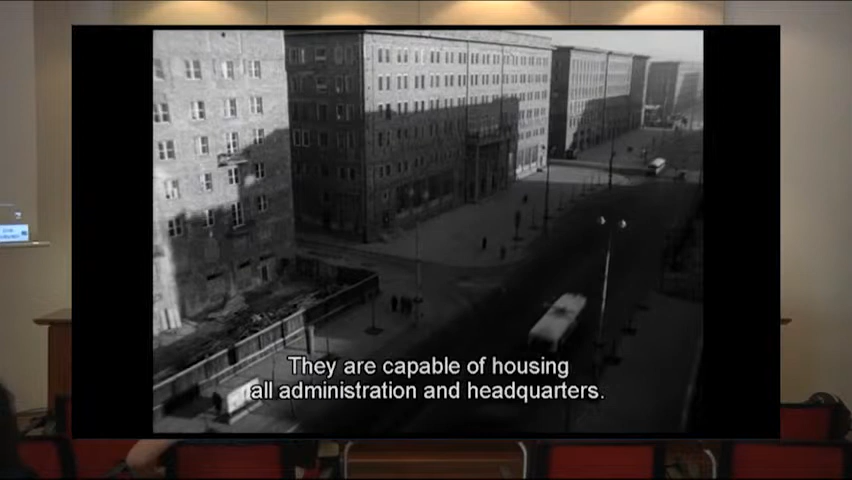 They are capable of housing
all administration and headquarters.